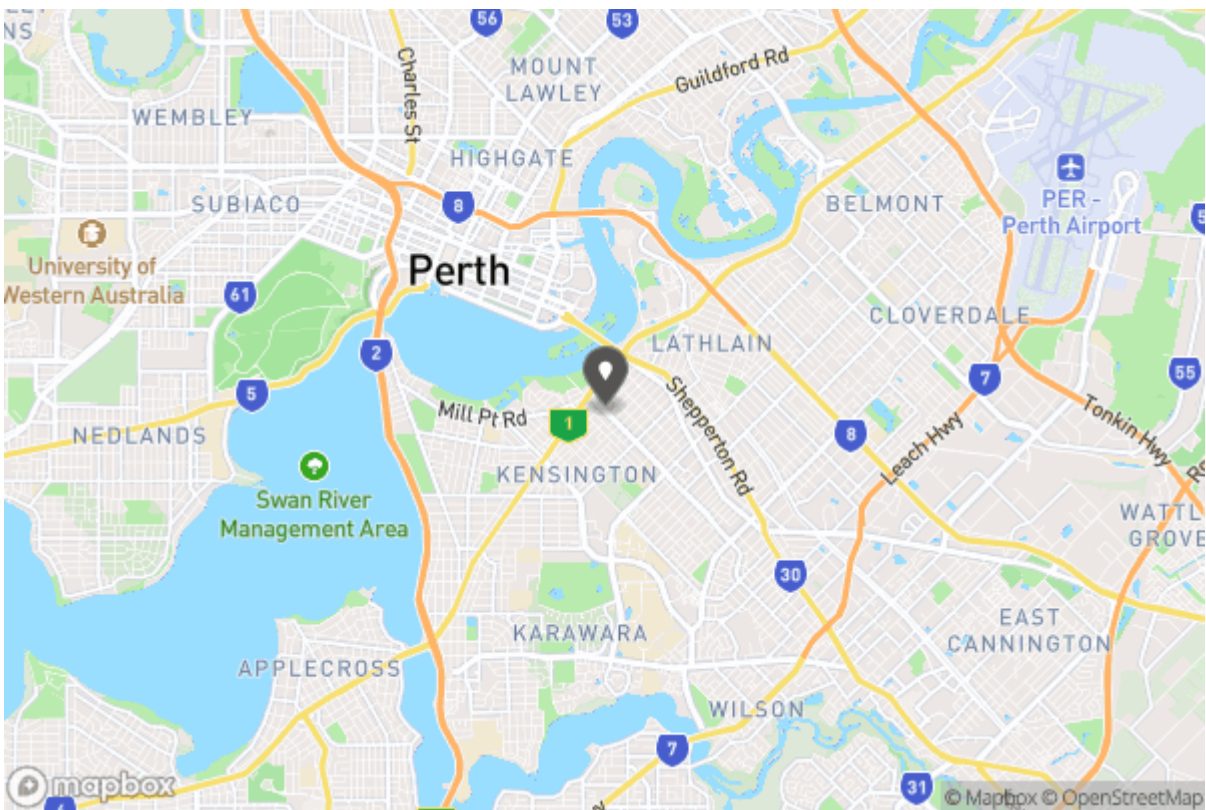 NS
56
53
Charles St
MOUNT
LAWLEY
Guildford Rd
WEMBLEY
HIGHGATE
PER -
Perth Airport
SUBIACO
8
BELMONT
University of
Western Australia
Perth
61
CLOVERDALE
2
LATHLAIN
55
7
5
Mill Pt Rd
1
Shepperton Rd
Tonkin Hwy
NEDLANDS
8
Leach Hwy
KENSINGTON
Swan River
Management Area
WATTL
GROVE
30
EAST
CANNINGTON
KARAWARA
APPLECROSS
WILSON
7
31
mapbox
© Mapbox © OpenStreetMap